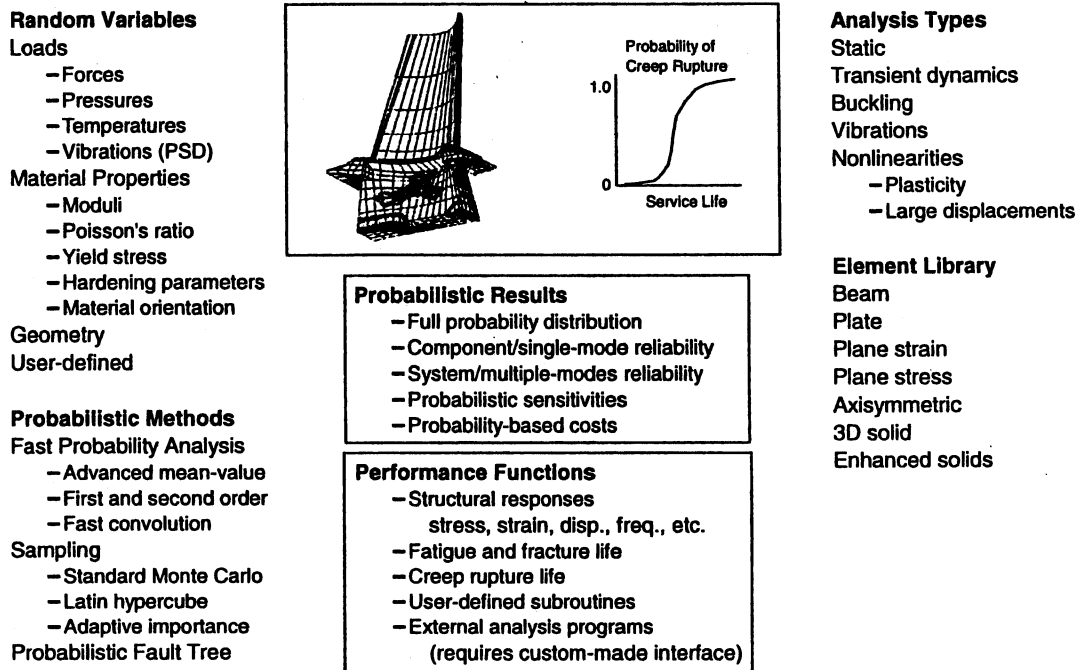 Random Variables
Loads
– Forces
– Pressures
– Temperatures
– Vibrations (PSD)
Material Properties
– Moduli
– Poisson's ratio
– Yield stress
– Hardening parameters
– Material orientation
Geometry
User-defined
Probabilistic Methods
Fast Probability Analysis
– Advanced mean-value
– First and second order
– Fast convolution
Sampling
– Standard Monte Carlo
– Latin hypercube
– Adaptive importance
Probabilistic Fault Tree
Probability of
Creep Rupture
1.0
0
Service Life
Probabilistic Results
– Full probability distribution
– Component/single-mode reliability
– System/multiple-modes reliability
– Probabilistic sensitivities
– Probability-based costs
Performance Functions
– Structural responses
stress, strain, disp., freq., etc.
– Fatigue and fracture life
– Creep rupture life
– User-defined subroutines
– External analysis programs
(requires custom-made interface)
Analysis Types
Static
Transient dynamics
Buckling
Vibrations
Nonlinearities
– Plasticity
– Large displacements
Element Library
Beam
Plate
Plane strain
Plane stress
Axisymmetric
3D solid
Enhanced solids